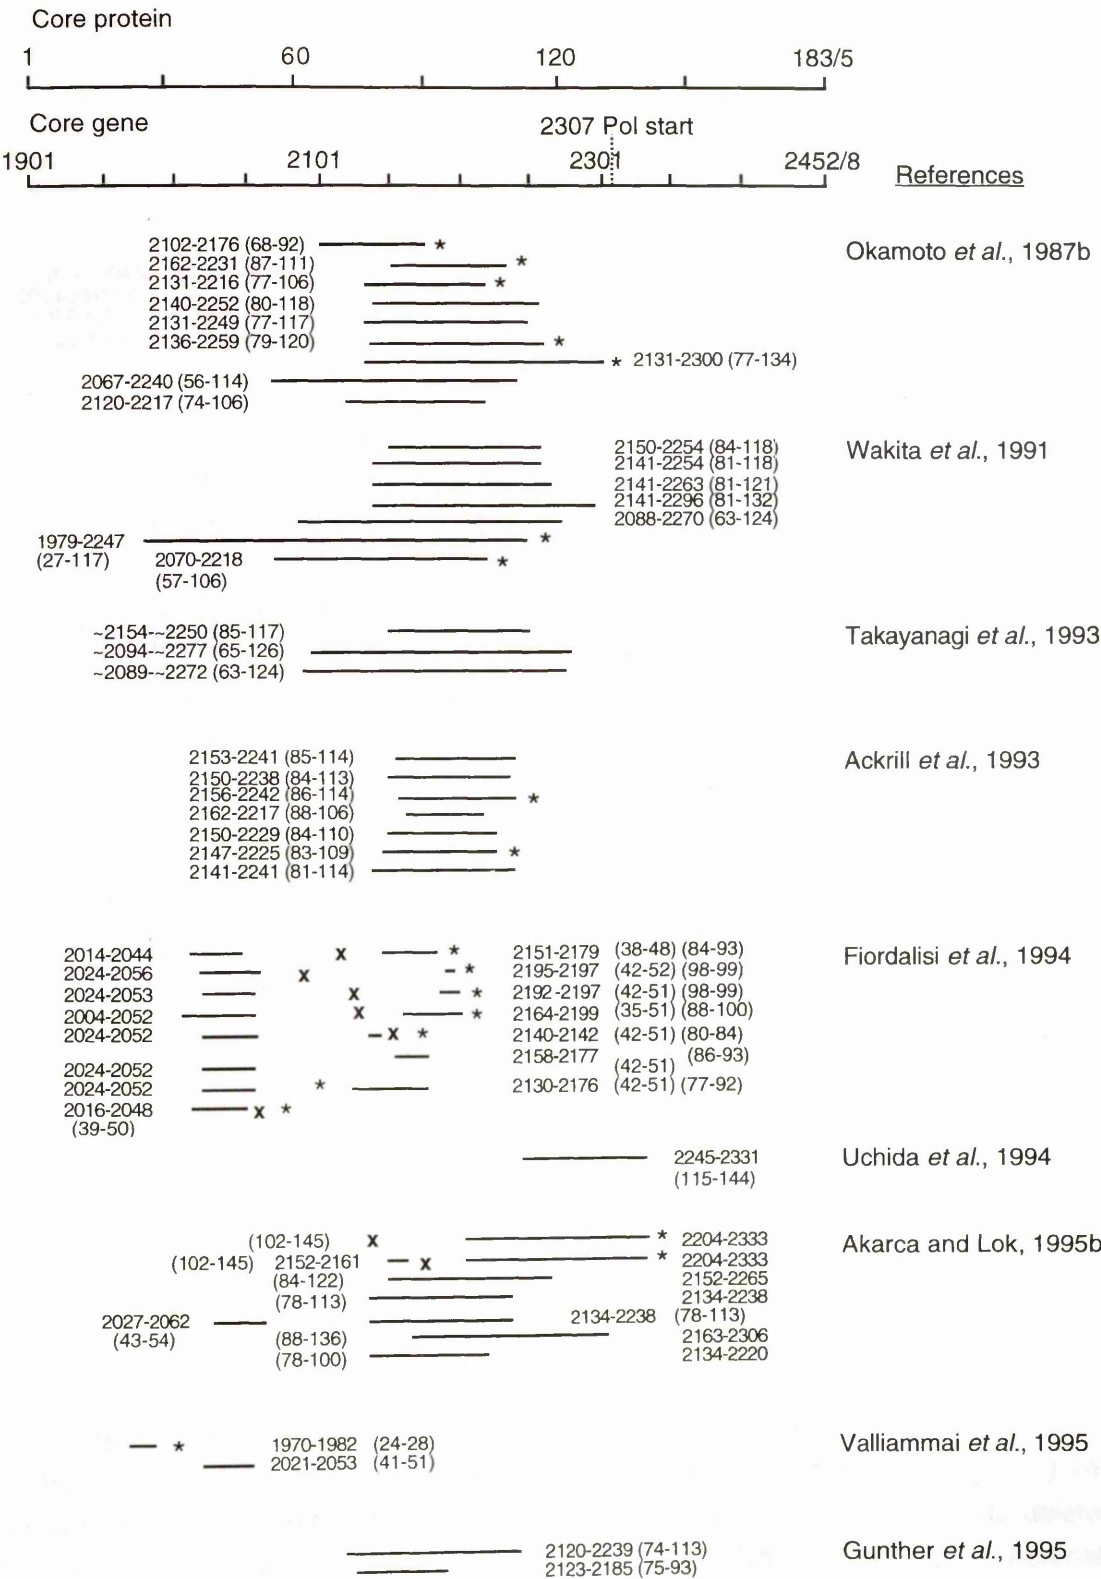 Core protein
1 60 120 183/5
Core gene 2307 Pol start
1901 2101 2301 2452/8
References
2102-2176 (68-92) * Okamoto et al., 1987b
2162-2231 (87-111) *
2131-2216 (77-106) *
2140-2252 (80-118)
2131-2249 (77-117)
2136-2259 (79-120) *
* 2131-2300 (77-134)
2067-2240 (56-114)
2120-2217 (74-106)
2150-2254 (84-118) Wakita et al., 1991
2141-2254 (81-118)
2141-2263 (81-121)
2141-2296 (81-132)
2088-2270 (63-124)
1979-2247 *
(27-117) 2070-2218 *
(57-106)
~2154-~2250 (85-117) Takayanagi et al., 1993
~2094-~2277 (65-126)
~2089-~2272 (63-124)
2153-2241 (85-114) Ackrill et al., 1993
2150-2238 (84-113)
2156-2242 (86-114) *
2162-2217 (88-106)
2150-2229 (84-110)
2147-2225 (83-109) *
2141-2241 (81-114)
2014-2044 x * 2151-2179 (38-48) (84-93) Fiordalisi et al., 1994
2024-2056 x * 2195-2197 (42-52) (98-99)
2024-2053 x * 2192-2197 (42-51) (98-99)
2004-2052 x * 2164-2199 (35-51) (88-100)
2024-2052 x * 2140-2142 (42-51) (80-84)
2024-2052 2158-2177 (42-51) (86-93)
2024-2052 * 2130-2176 (42-51) (77-92)
2016-2048 x *
(39-50)
2245-2331 Uchida et al., 1994
(115-144)
(102-145) x * 2204-2333 Akarca and Lok, 1995b
(102-145) 2152-2161 x * 2204-2333
(84-122) 2152-2265
(78-113) 2134-2238
2027-2062 2134-2238 (78-113)
(43-54) (88-136) 2163-2306
(78-100) 2134-2220
* 1970-1982 (24-28) Valliammai et al., 1995
2021-2053 (41-51)
2120-2239 (74-113) Gunther et al., 1995
2123-2185 (75-93)